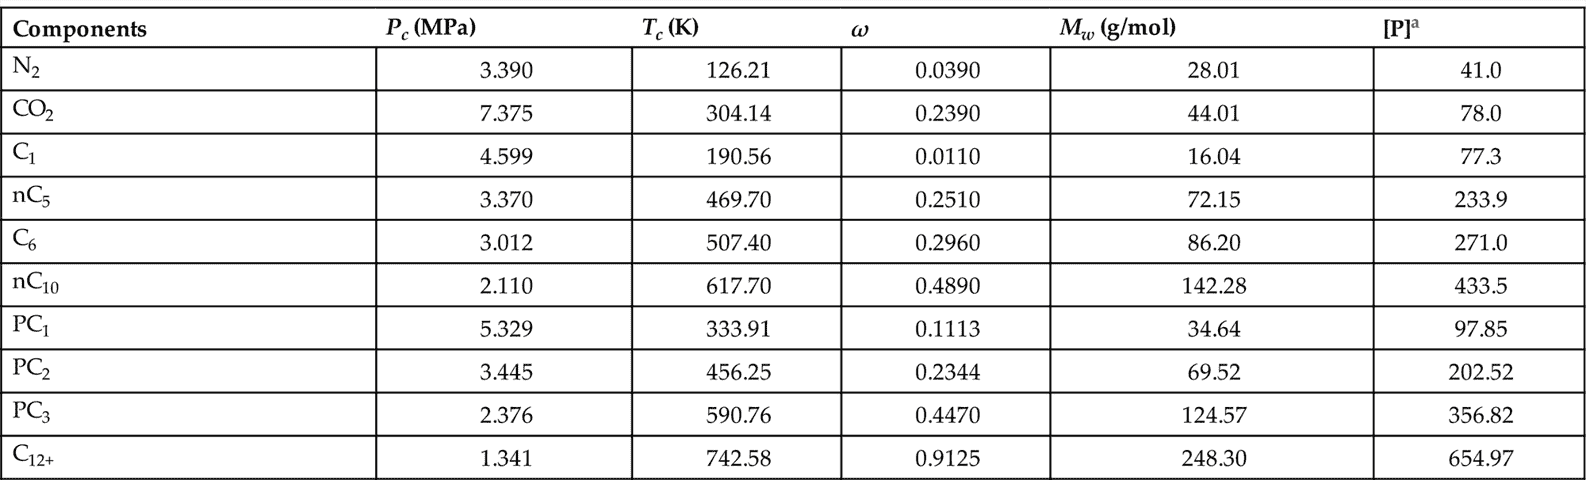 Components P_c (MPa) T_c (K) ω M_w (g/mol) [P]^a
N₂ 3.390 126.21 0.0390 28.01 41.0
CO₂ 7.375 304.14 0.2390 44.01 78.0
C₁ 4.599 190.56 0.0110 16.04 77.3
nC₅ 3.370 469.70 0.2510 72.15 233.9
C₆ 3.012 507.40 0.2960 86.20 271.0
nC₁₀ 2.110 617.70 0.4890 142.28 433.5
PC₁ 5.329 333.91 0.1113 34.64 97.85
PC₂ 3.445 456.25 0.2344 69.52 202.52
PC₃ 2.376 590.76 0.4470 124.57 356.82
C₁₂₊ 1.341 742.58 0.9125 248.30 654.97